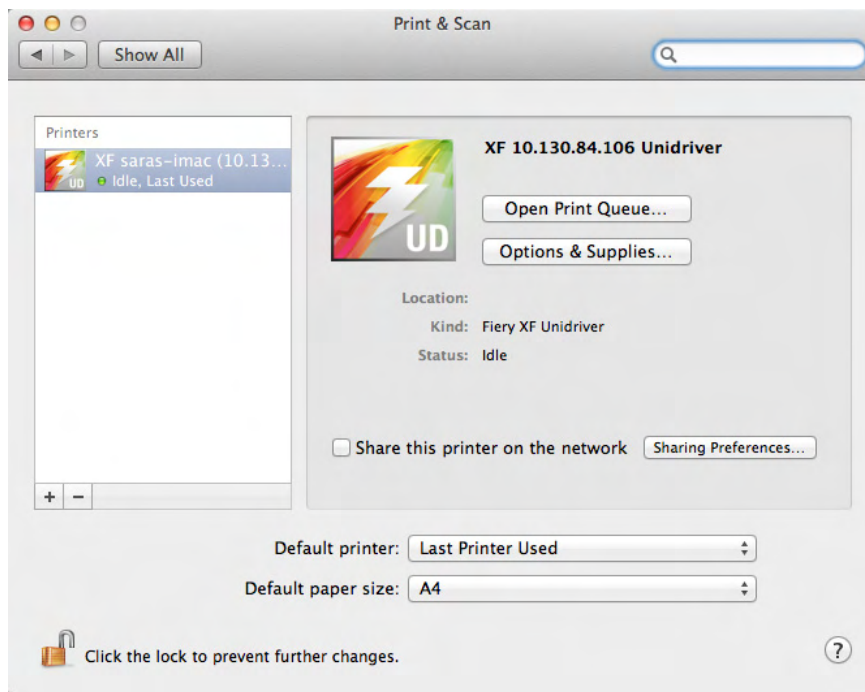 Print & Scan
Show All
Printers
XF saras-imac (10.13...
Idle, Last Used
UD
UD
XF 10.130.84.106 Unidriver
Open Print Queue...
Options & Supplies...
Location:
Kind: Fiery XF Unidriver
Status: Idle
Share this printer on the network Sharing Preferences...
+ −
Default printer: Last Printer Used
Default paper size: A4
Click the lock to prevent further changes. ?